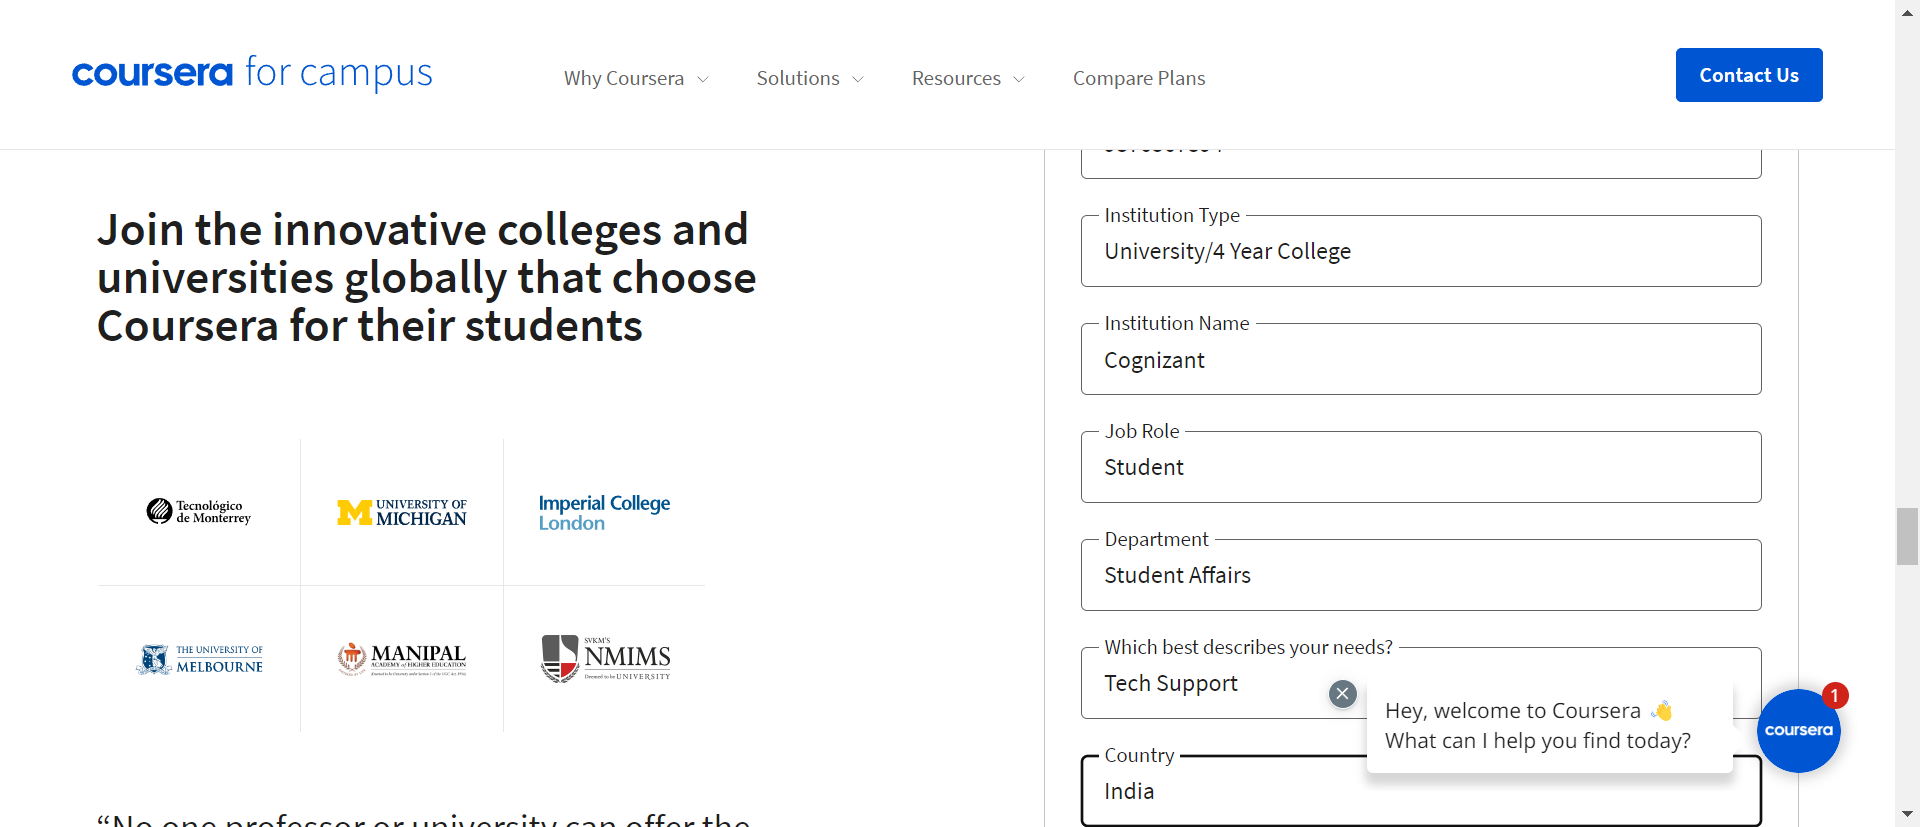 coursera for campus
Why Coursera
Solutions
Resources
Compare Plans
Contact Us
Join the innovative colleges and
universities globally that choose
Coursera for their students
Tecnológico
de Monterrey
UNIVERSITY OF
MICHIGAN
Imperial College
London
THE UNIVERSITY OF
MELBOURNE
MANIPAL
ACADEMY of HIGHER EDUCATION
SVKM'S
NMIMS
Deemed to be UNIVERSITY
“No one professor or university can offer the
Institution Type
University/4 Year College
Institution Name
Cognizant
Job Role
Student
Department
Student Affairs
Which best describes your needs?
Tech Support
Country
India
Hey, welcome to Coursera 👋
What can I help you find today?
coursera
1